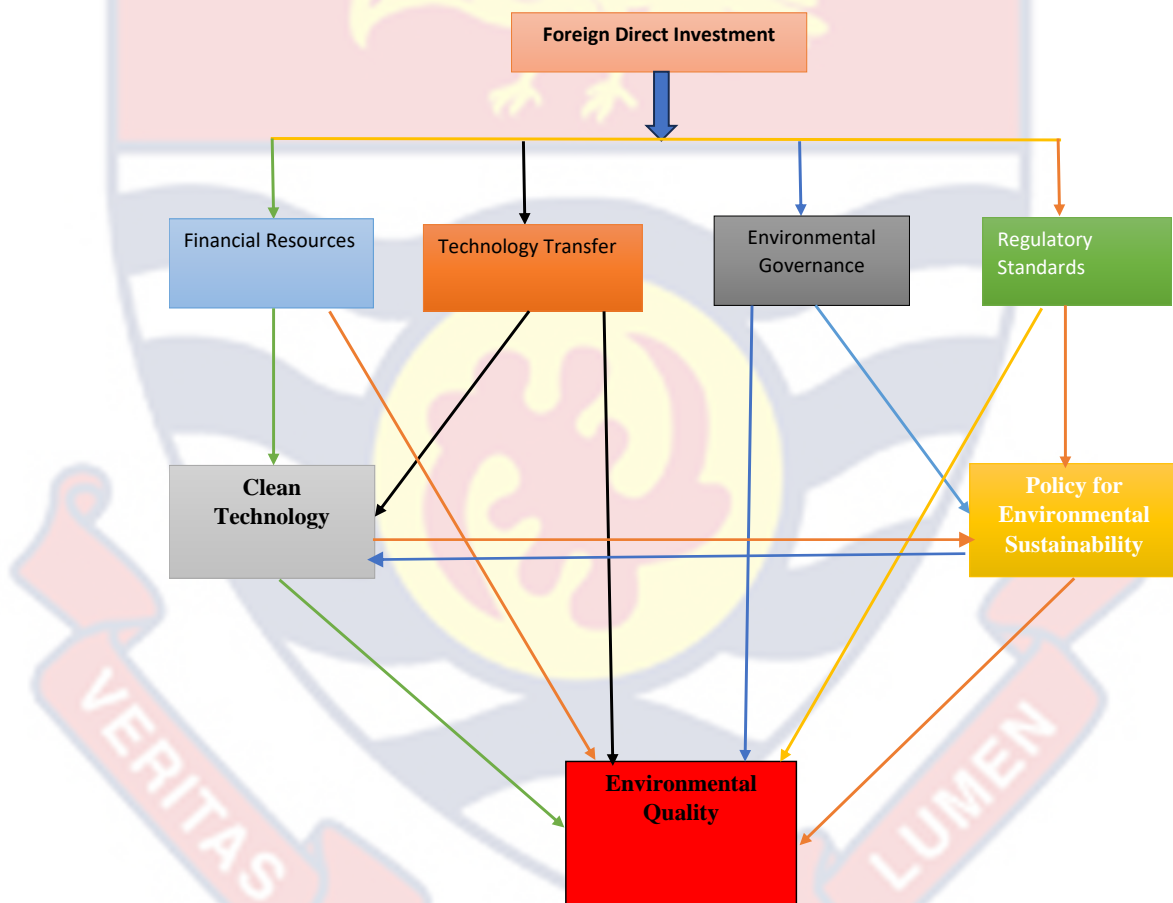 Foreign Direct Investment
Financial Resources
Technology Transfer
Environmental
Governance
Regulatory
Standards
Clean
Technology
Policy for
Environmental
Sustainability
Environmental
Quality
VERITAS
LUMEN